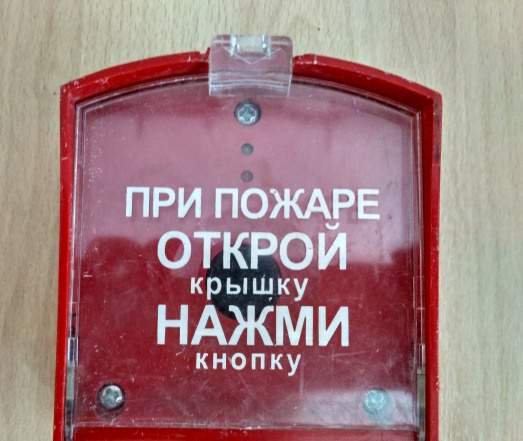 ПРИ ПОЖАРЕ
ОТКРОЙ
крышку
НАЖМИ
кнопку